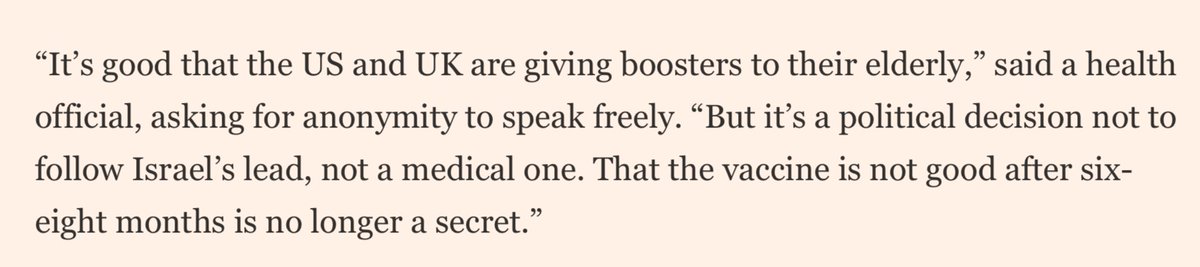 “It’s good that the US and UK are giving boosters to their elderly,” said a health
official, asking for anonymity to speak freely. “But it’s a political decision not to
follow Israel’s lead, not a medical one. That the vaccine is not good after six-
eight months is no longer a secret.”